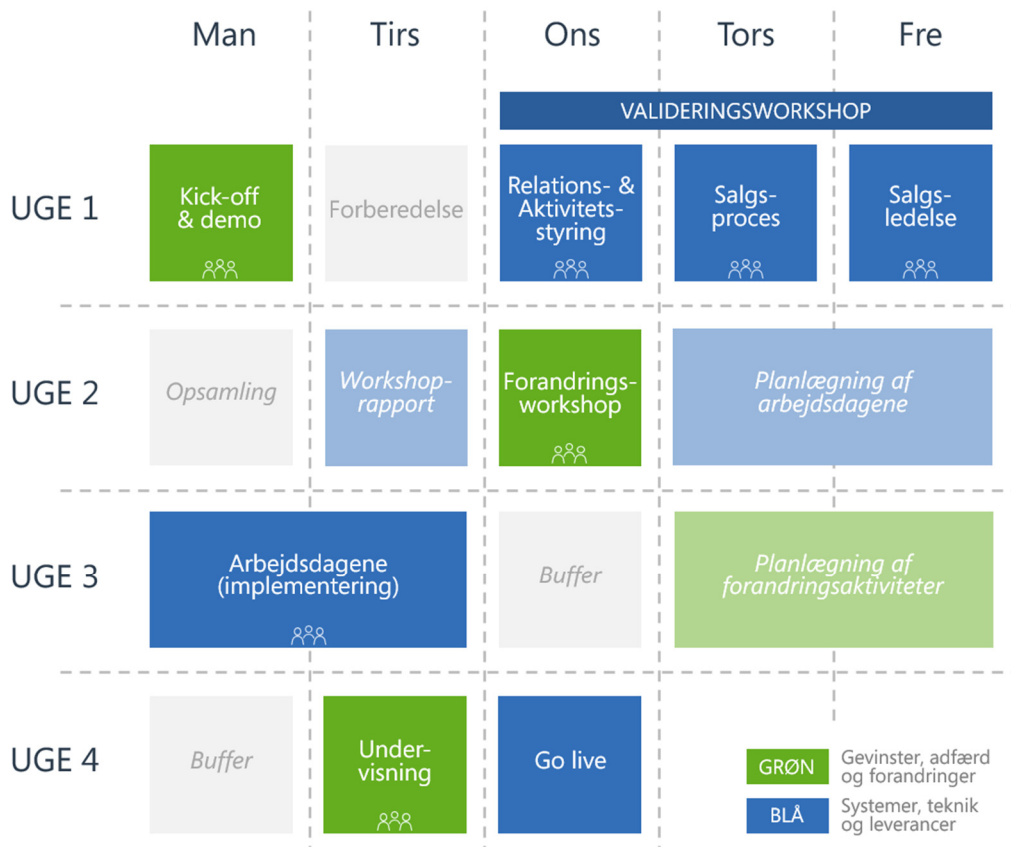 Man Tirs Ons Tors Fre
VALIDERINGSWORKSHOP
UGE 1
Kick-off
& demo
Forberedelse
Relations- &
Aktivitets-
styring
Salgs-
proces
Salgs-
ledelse
UGE 2
Opsamling
Workshop-
rapport
Forandrings-
workshop
Planlægning af
arbejdsdagene
UGE 3
Arbejdsdagene
(implementering)
Buffer
Planlægning af
forandringsaktiviteter
UGE 4
Buffer
Under-
visning
Go live
GRØN
Gevinster, adfærd
og forandringer
BLÅ
Systemer, teknik
og leverancer